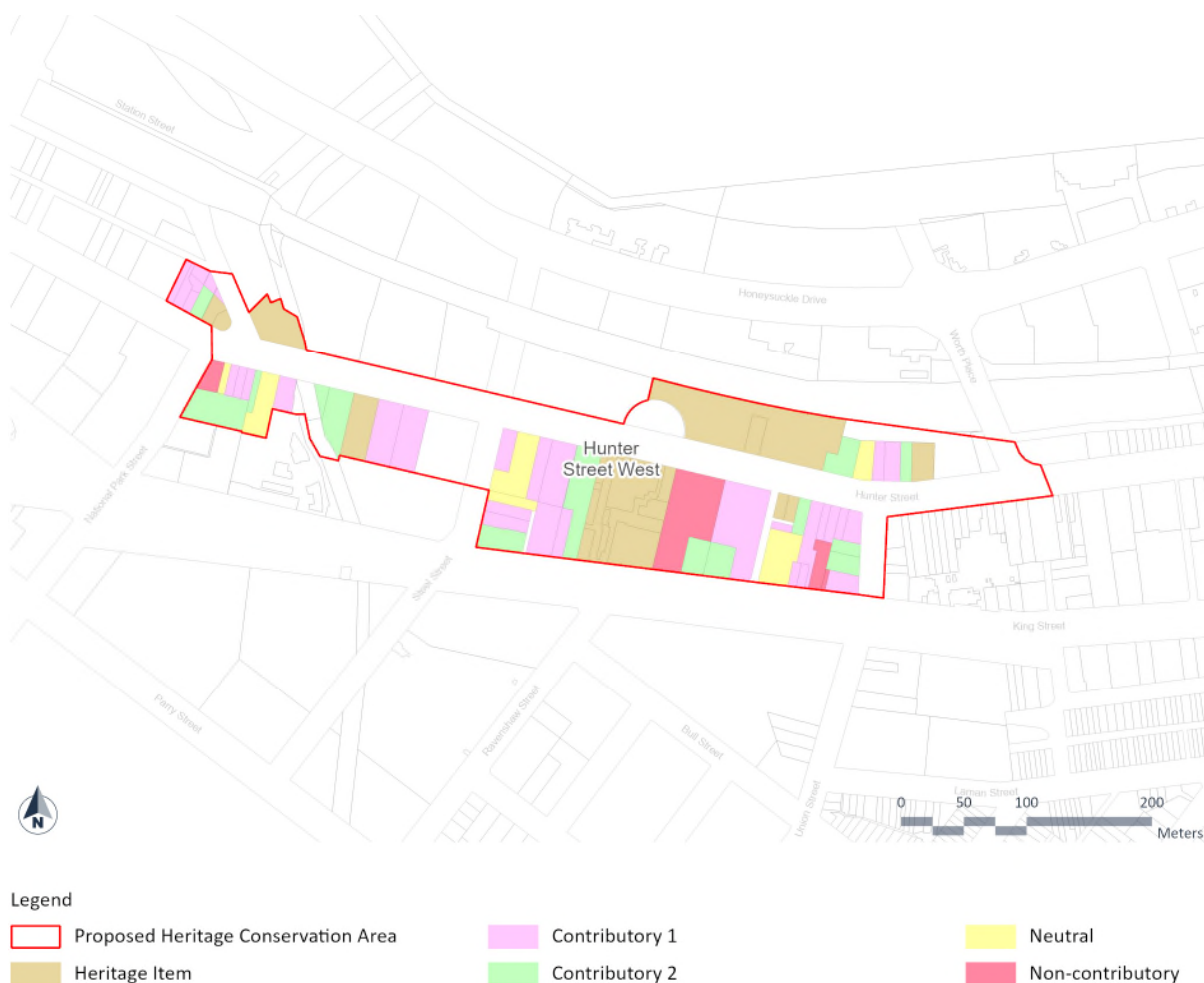 Station Street
Honeysuckle Drive
Worth Place
Hunter
Street West
Hunter Street
National Park Street
Steel Street
King Street
Parry Street
Ravenshaw Street
Bull Street
Union Street
Laman Street
N
0 50 100 200
Meters
Legend
Proposed Heritage Conservation Area
Contributory 1
Neutral
Heritage Item
Contributory 2
Non-contributory